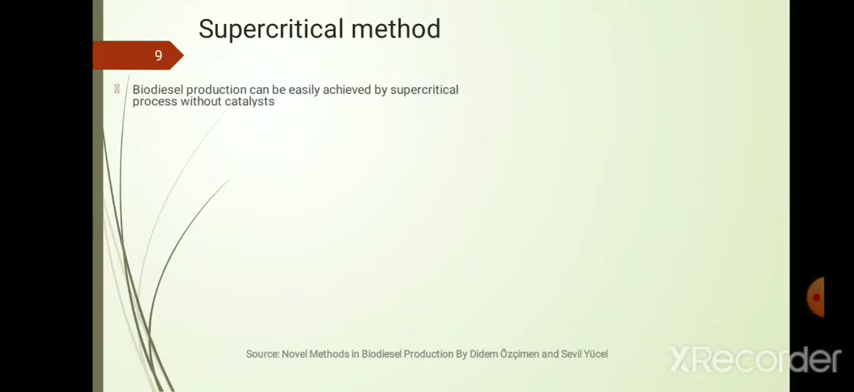 Supercritical method
9
Biodiesel production can be easily achieved by supercritical
process without catalysts
Source: Novel Methods in Biodiesel Production By Didem Özçimen and Sevil Yücel
XRecorder